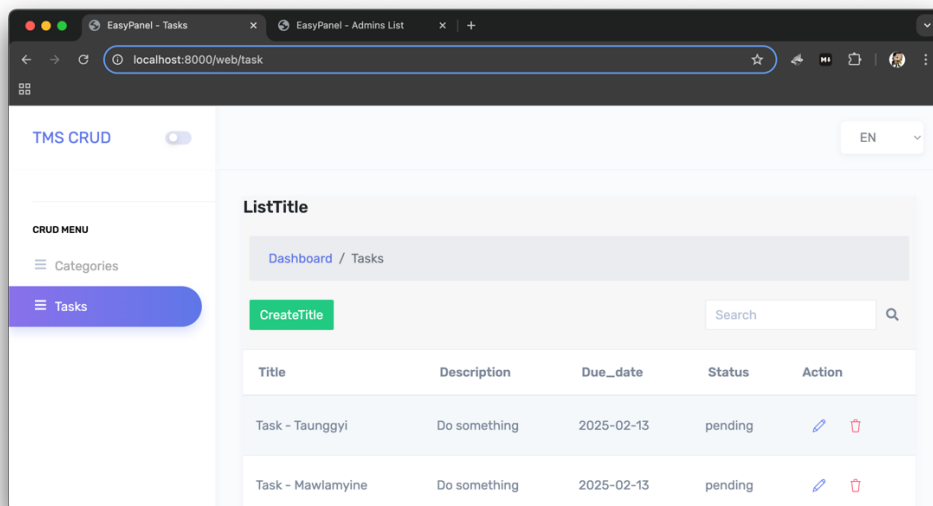 EasyPanel - Tasks
EasyPanel - Admins List
localhost:8000/web/task
TMS CRUD
EN
ListTitle
CRUD MENU
Dashboard / Tasks
Categories
Tasks
CreateTitle
Search
Title Description Due_date Status Action
Task - Taunggyi Do something 2025-02-13 pending
Task - Mawlamyine Do something 2025-02-13 pending